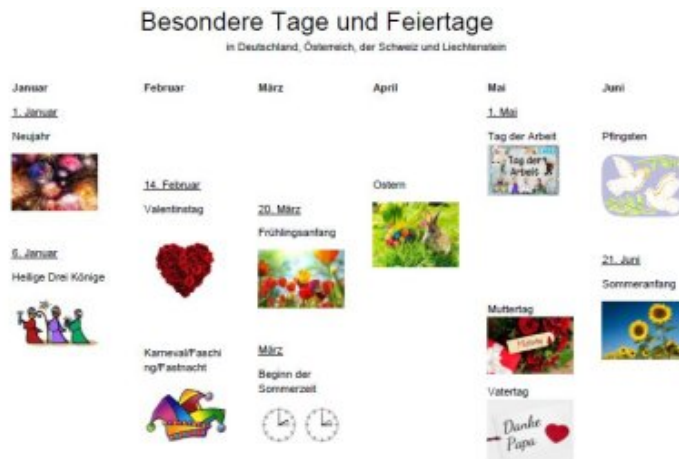 Besondere Tage und Feiertage
in Deutschland, Österreich, der Schweiz und Liechtenstein
Januar
1. Januar
Neujahr
6. Januar
Heilige Drei Könige
Februar
14. Februar
Valentinstag
Karneval/Faschi
ng/Fastnacht
März
20. März
Frühlingsanfang
März
Beginn der
Sommerzeit
April
Ostern
Mai
1. Mai
Tag der Arbeit
Tag der
Arbeit
Muttertag
Vatertag
Danke
Papa
Juni
Pfingsten
21. Juni
Sommeranfang